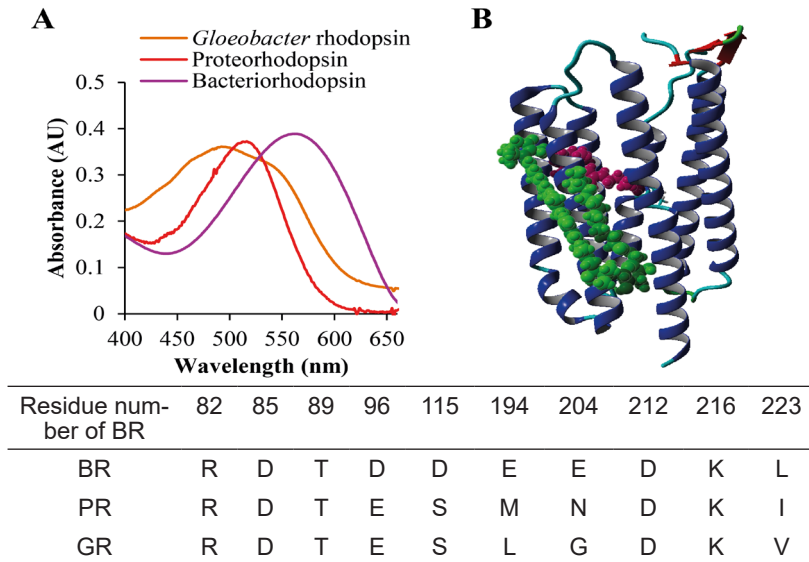 A
B
Gloeobacter rhodopsin
Proteorhodopsin
Bacteriorhodopsin
0.5
0.4
0.3
0.2
0.1
0
Absorbance (AU)
400 450 500 550 600 650
Wavelength (nm)
Residue num-
ber of BR 82 85 89 96 115 194 204 212 216 223
BR R D T D D E E D K L
PR R D T E S M N D K I
GR R D T E S L G D K V